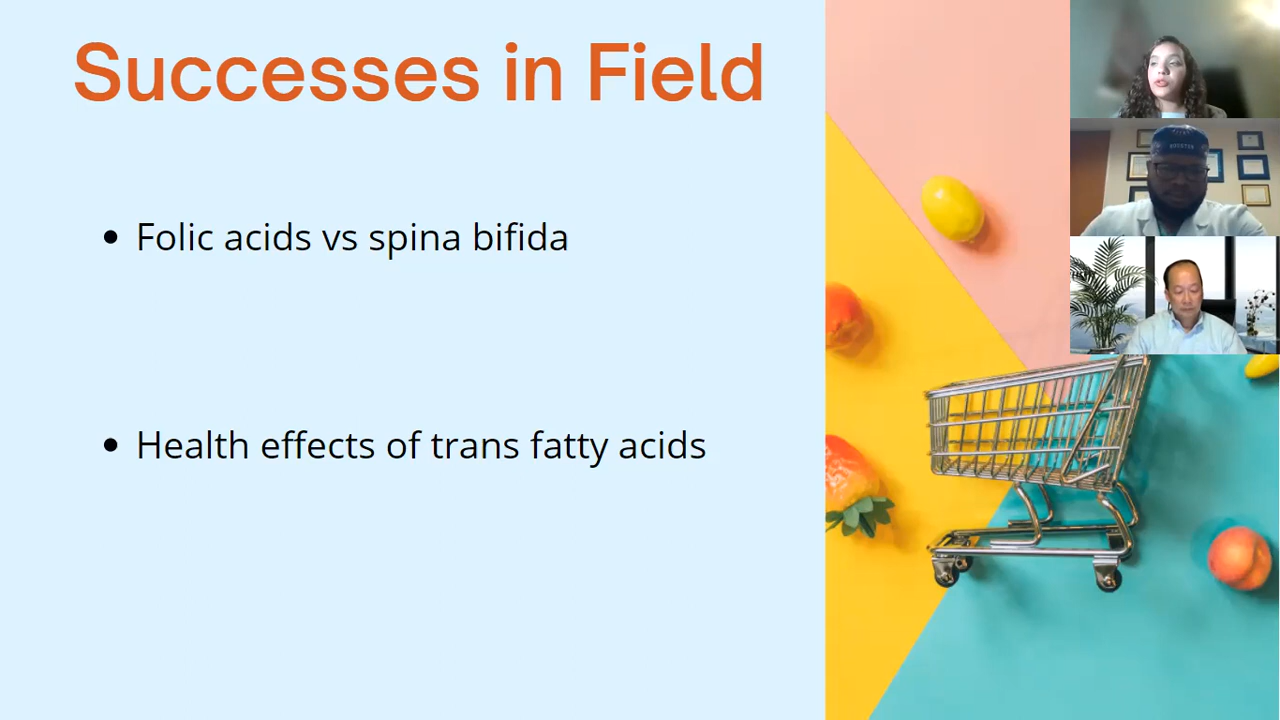 Successes in Field
Folic acids vs spina bifida
Health effects of trans fatty acids